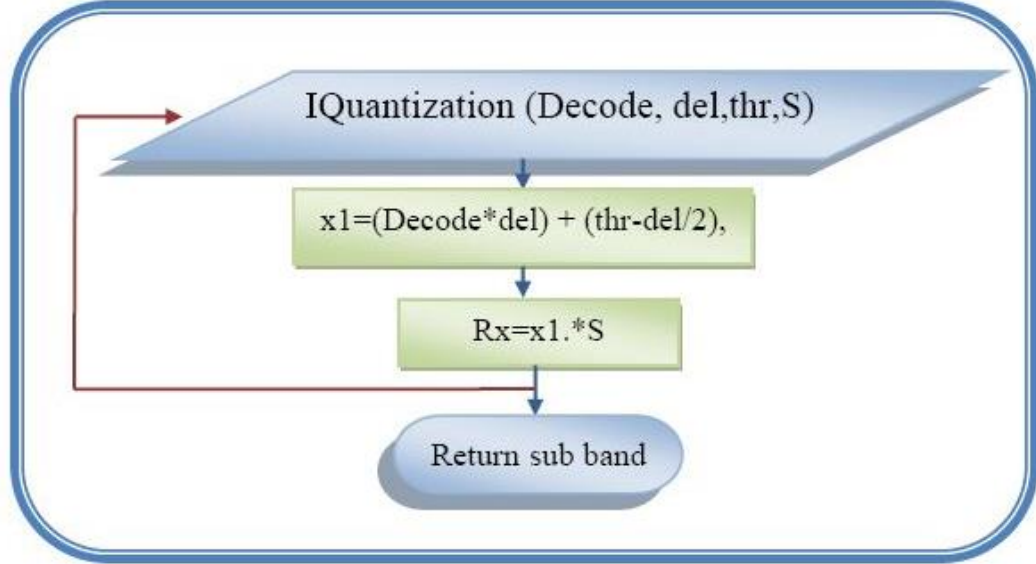 IQuantization (Decode, del,thr,S)
x1=(Decode*del) + (thr-del/2),
Rx=x1.*S
Return sub band